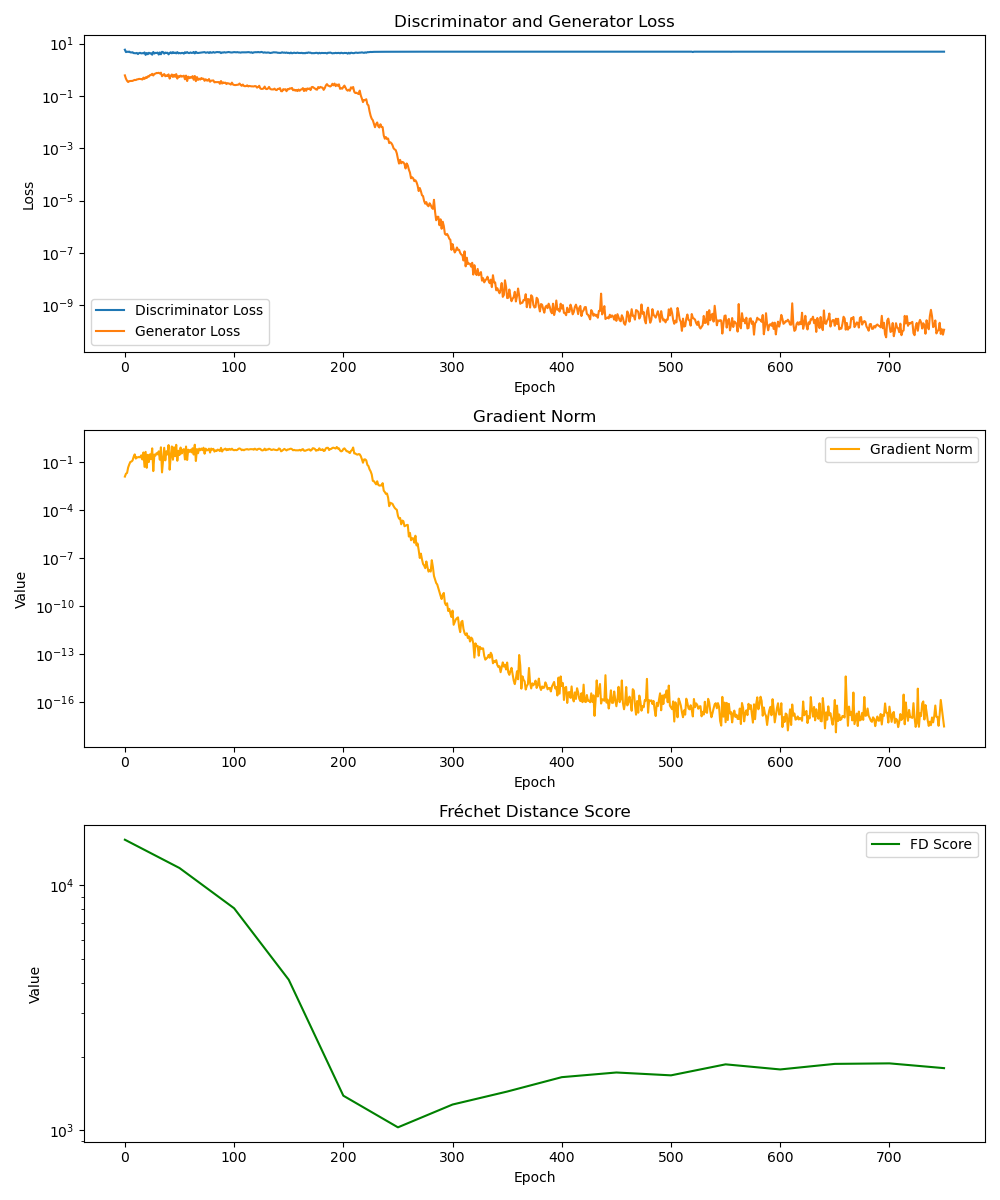 Discriminator and Generator Loss
10^1
10^-1
10^-3
10^-5
10^-7
10^-9
Loss
Discriminator Loss
Generator Loss
0 100 200 300 400 500 600 700
Epoch
Gradient Norm
10^-1
10^-4
10^-7
10^-10
10^-13
10^-16
Value
Gradient Norm
0 100 200 300 400 500 600 700
Epoch
Fréchet Distance Score
10^4
10^3
Value
FD Score
0 100 200 300 400 500 600 700
Epoch